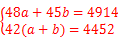 {48a + 45b = 4914
{42(a + b) = 4452